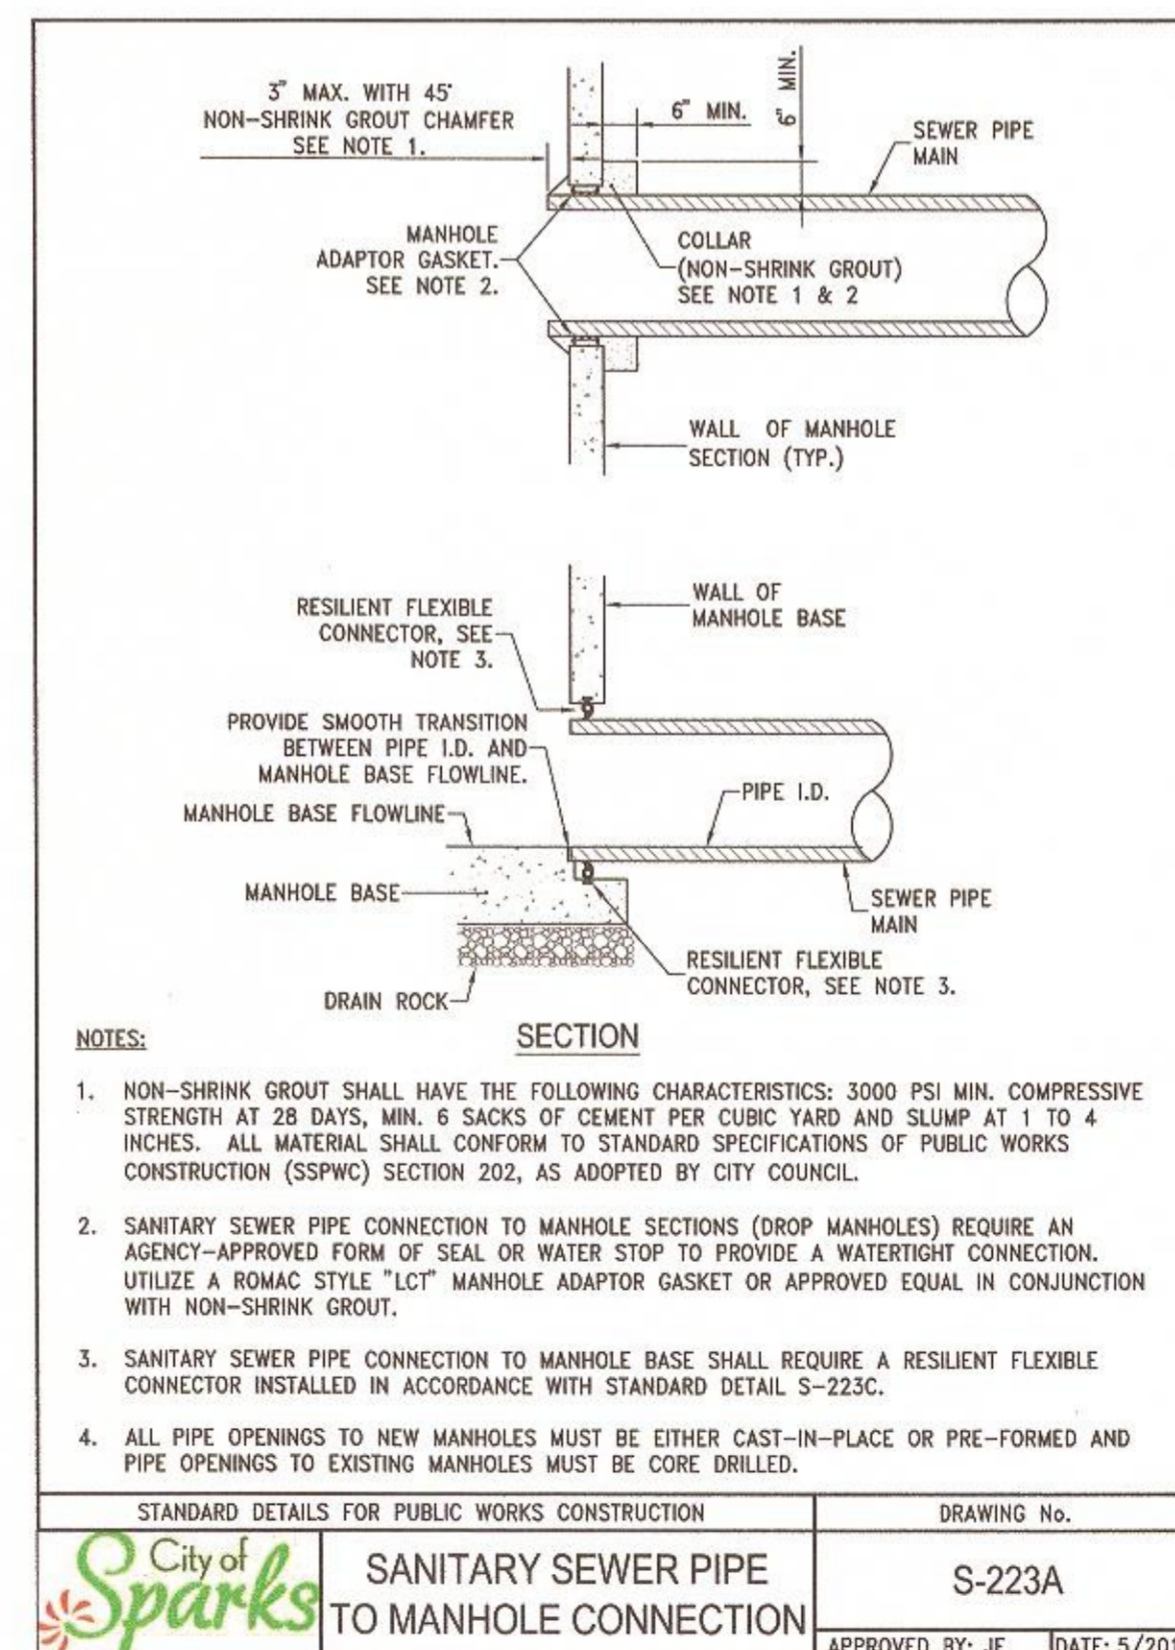 3" MAX. WITH 45°
NON-SHRINK GROUT CHAMFER
SEE NOTE 1.
6" MIN.
6" MIN.
SEWER PIPE
MAIN
MANHOLE
ADAPTOR GASKET.
SEE NOTE 2.
COLLAR
(NON-SHRINK GROUT)
SEE NOTE 1 & 2
WALL OF MANHOLE
SECTION (TYP.)
WALL OF
MANHOLE BASE
RESILIENT FLEXIBLE
CONNECTOR, SEE
NOTE 3.
PROVIDE SMOOTH TRANSITION
BETWEEN PIPE I.D. AND
MANHOLE BASE FLOWLINE.
PIPE I.D.
MANHOLE BASE FLOWLINE
MANHOLE BASE
SEWER PIPE
MAIN
RESILIENT FLEXIBLE
CONNECTOR, SEE NOTE 3.
DRAIN ROCK
SECTION
NOTES:
1. NON-SHRINK GROUT SHALL HAVE THE FOLLOWING CHARACTERISTICS: 3000 PSI MIN. COMPRESSIVE
STRENGTH AT 28 DAYS, MIN. 6 SACKS OF CEMENT PER CUBIC YARD AND SLUMP AT 1 TO 4
INCHES. ALL MATERIAL SHALL CONFORM TO STANDARD SPECIFICATIONS OF PUBLIC WORKS
CONSTRUCTION (SSPWC) SECTION 202, AS ADOPTED BY CITY COUNCIL.
2. SANITARY SEWER PIPE CONNECTION TO MANHOLE SECTIONS (DROP MANHOLES) REQUIRE AN
AGENCY-APPROVED FORM OF SEAL OR WATER STOP TO PROVIDE A WATERTIGHT CONNECTION.
UTILIZE A ROMAC STYLE "LCT" MANHOLE ADAPTOR GASKET OR APPROVED EQUAL IN CONJUNCTION
WITH NON-SHRINK GROUT.
3. SANITARY SEWER PIPE CONNECTION TO MANHOLE BASE SHALL REQUIRE A RESILIENT FLEXIBLE
CONNECTOR INSTALLED IN ACCORDANCE WITH STANDARD DETAIL S-223C.
4. ALL PIPE OPENINGS TO NEW MANHOLES MUST BE EITHER CAST-IN-PLACE OR PRE-FORMED AND
PIPE OPENINGS TO EXISTING MANHOLES MUST BE CORE DRILLED.
STANDARD DETAILS FOR PUBLIC WORKS CONSTRUCTION
DRAWING No.
City of
Sparks
SANITARY SEWER PIPE
TO MANHOLE CONNECTION
S-223A
APPROVED BY: JE
DATE: 5/20